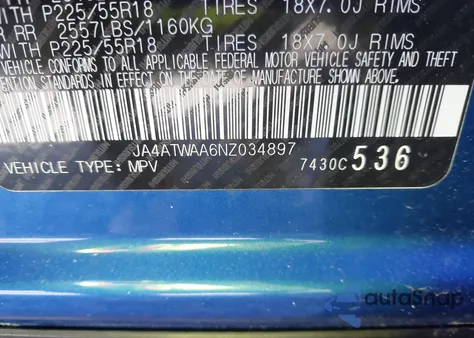 WITH P225/55R18 TIRES 18X7.0J RIMS
RR 2557LBS/1160KG
WITH P225/55R18 TIRES 18X7.0J RIMS
VEHICLE CONFORMS TO ALL APPLICABLE FEDERAL MOTOR VEHICLE SAFETY AND THEFT
IN EFFECT ON THE DATE OF MANUFACTURE SHOWN ABOVE.
JA4ATWAA6NZ034897
VEHICLE TYPE: MPV 7430C 536
autoSnap